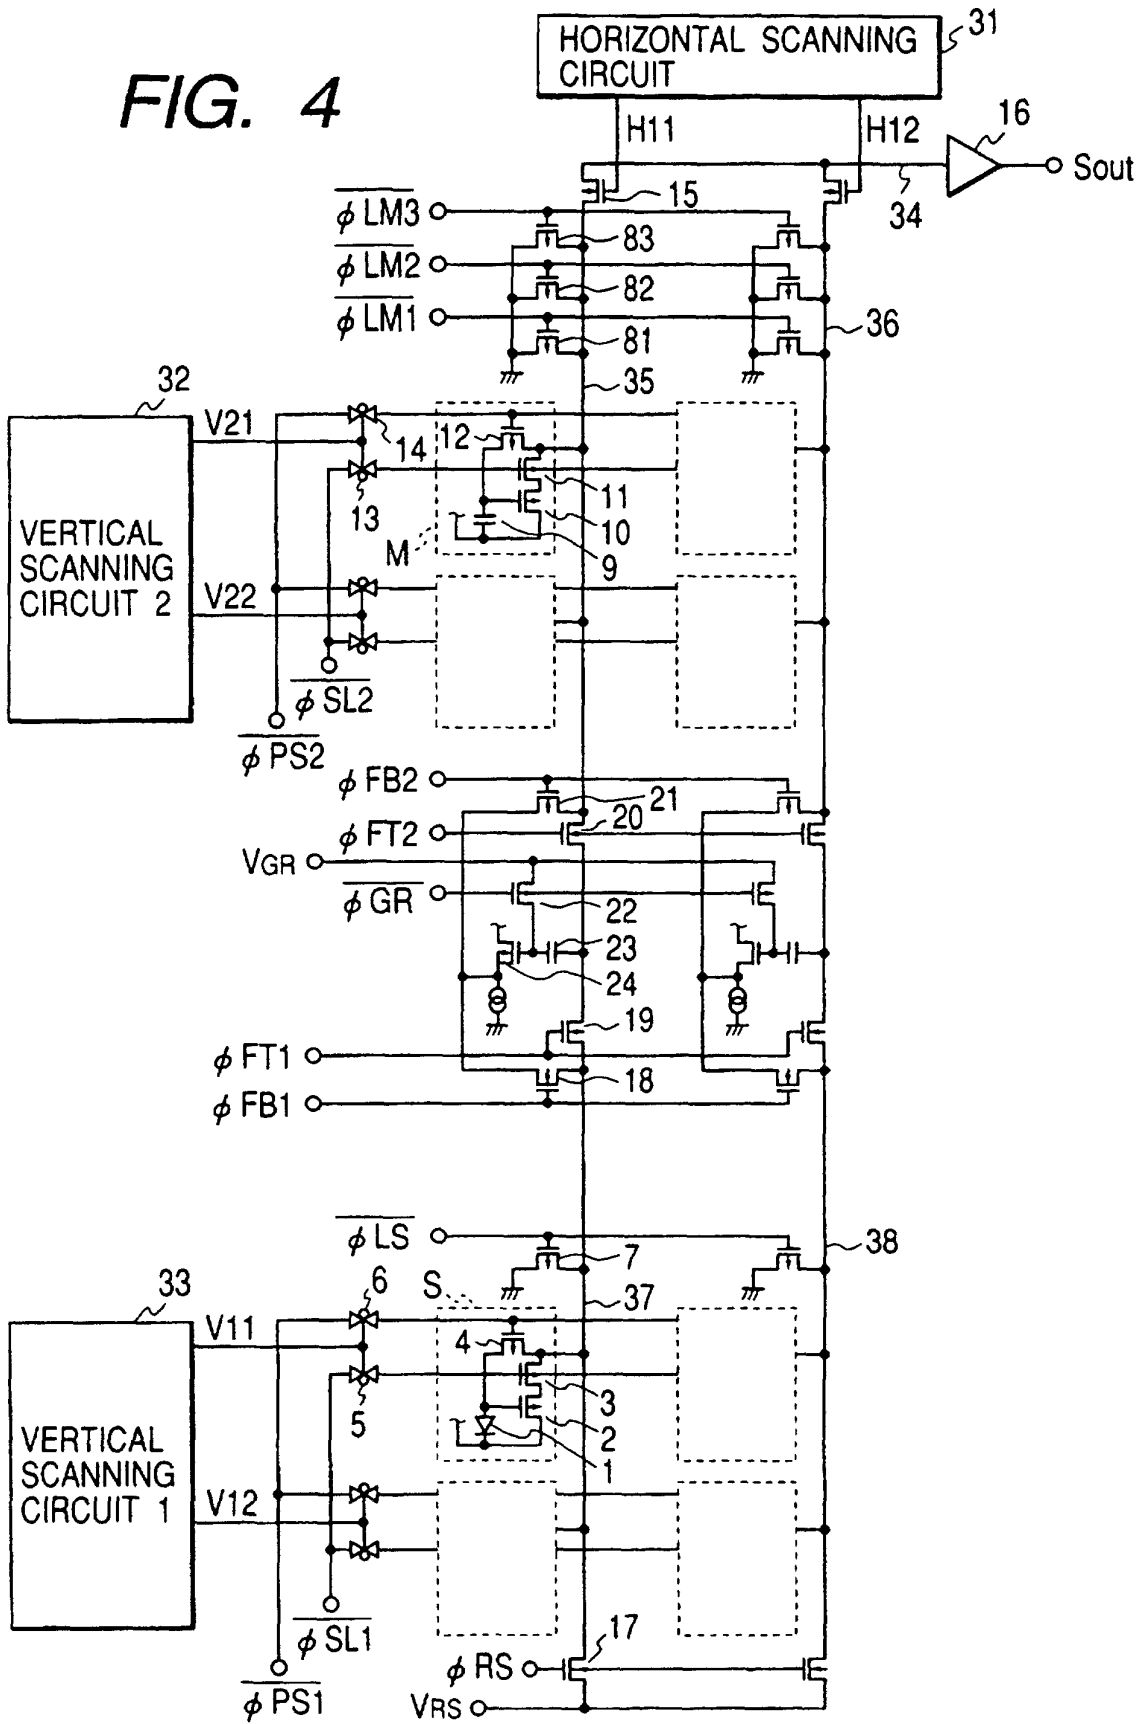 FIG. 4
HORIZONTAL SCANNING
CIRCUIT
31
H11
H12
16
Sout
34
15
ϕ LM3
83
ϕ LM2
82
ϕ LM1
81
36
35
32
V21
14
12
11
13
10
M
9
VERTICAL
SCANNING
CIRCUIT 2
V22
ϕ SL2
ϕ PS2
ϕ FB2
21
20
ϕ FT2
VGR
ϕ GR
22
23
24
19
ϕ FT1
18
ϕ FB1
ϕ LS
7
38
33
6
S
37
V11
4
3
5
2
1
VERTICAL
SCANNING
CIRCUIT 1
V12
ϕ SL1
17
ϕ RS
ϕ PS1
VRS